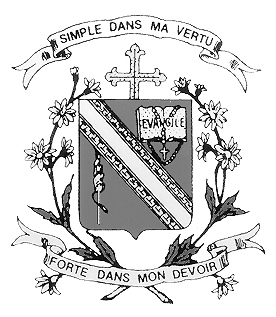 SIMPLE DANS MA VERTU
EVANGILE
FORTE DANS MON DEVOIR